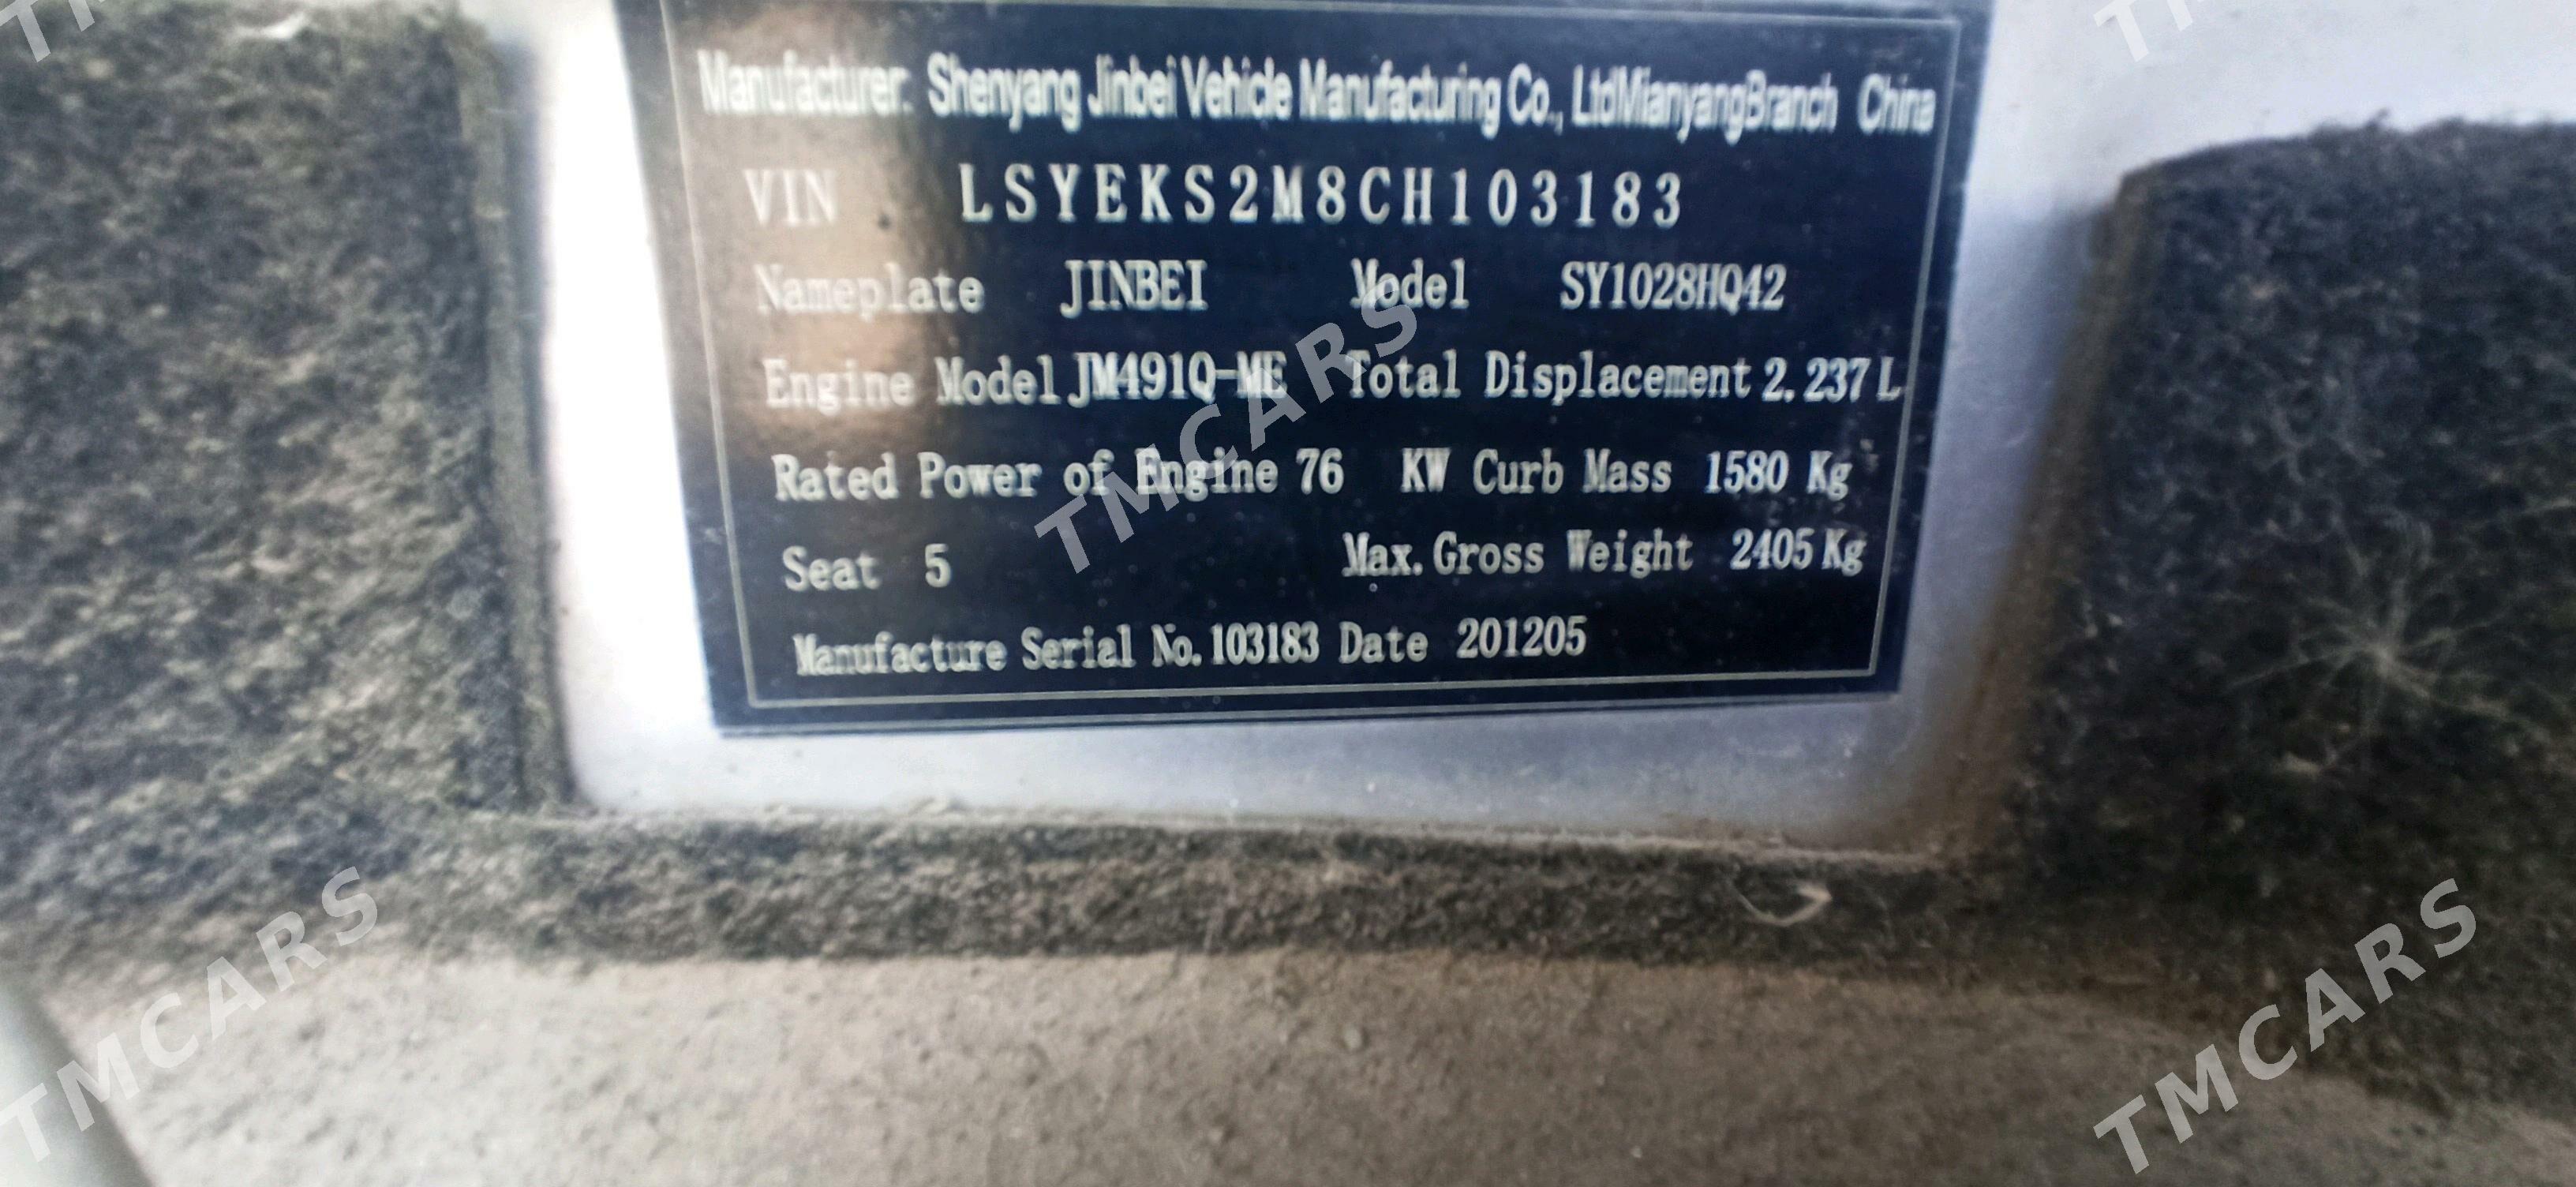 Manufacturer: Shenyang Jinbei Vehicle Manufacturing Co., LtdMianyangBranch China
VIN LSYEKS2M8CH103183
Nameplate JINBEI Model SY1028HQ42
Engine Model JM491Q-ME Total Displacement 2.237 L
Rated Power of Engine 76 KW Curb Mass 1580 Kg
Seat 5 Max. Gross Weight 2405 Kg
Manufacture Serial No. 103183 Date 201205
TMCARS
TMCARS
TMCARS